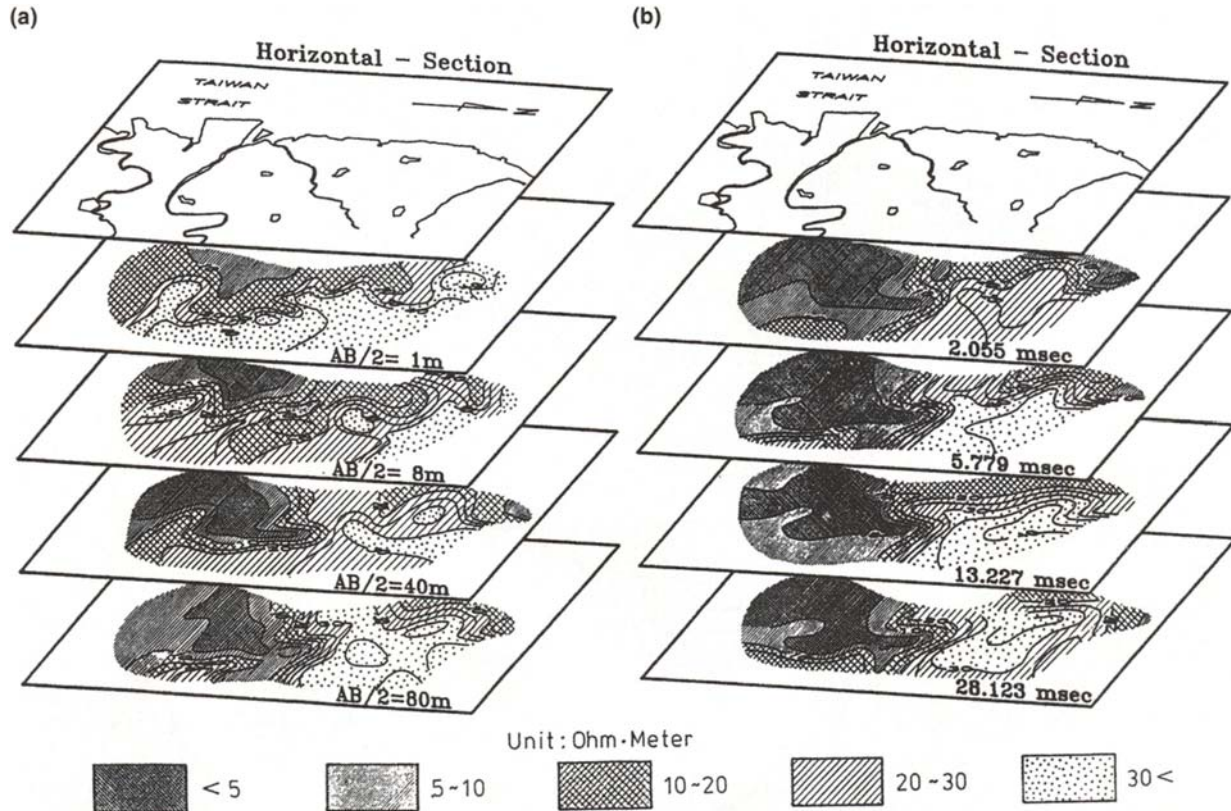 (a)
Horizontal - Section
TAIWAN
STRAIT
N
AB/2= 1m
AB/2= 8m
AB/2=40m
AB/2=80m
(b)
Horizontal - Section
TAIWAN
STRAIT
N
2.055 msec
5.779 msec
13.227 msec
28.123 msec
Unit: Ohm·Meter
< 5
5~10
10~20
20~30
30<